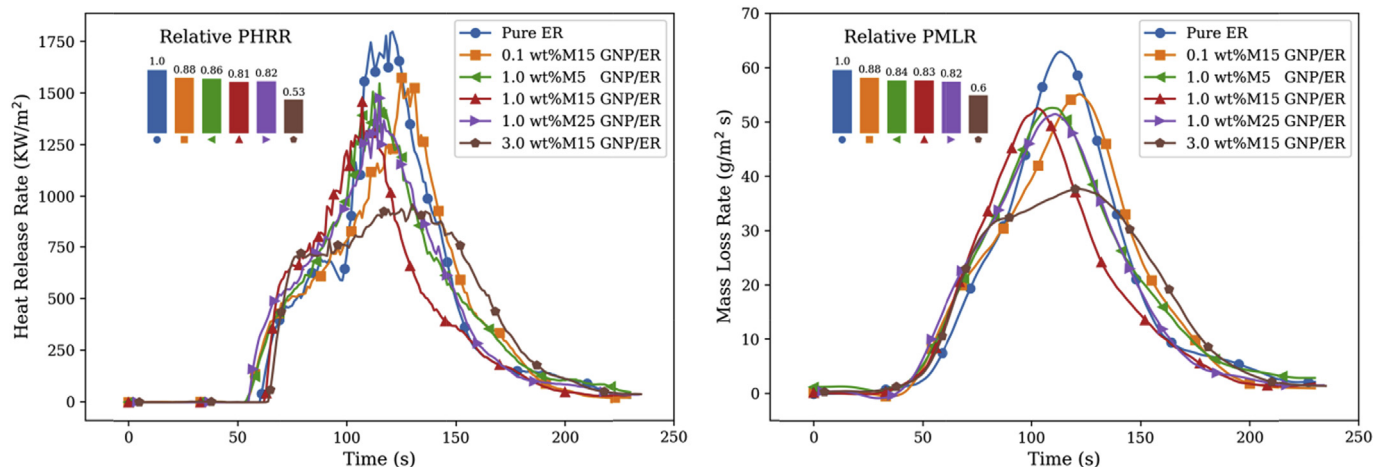 Relative PHRR
1.0 0.88 0.86 0.81 0.82 0.53
Pure ER
0.1 wt%M15 GNP/ER
1.0 wt%M5 GNP/ER
1.0 wt%M15 GNP/ER
1.0 wt%M25 GNP/ER
3.0 wt%M15 GNP/ER
Heat Release Rate (KW/m²)
1750
1500
1250
1000
750
500
250
0
0 50 100 150 200 250
Time (s)
Relative PMLR
1.0 0.88 0.84 0.83 0.82 0.6
Pure ER
0.1 wt%M15 GNP/ER
1.0 wt%M5 GNP/ER
1.0 wt%M15 GNP/ER
1.0 wt%M25 GNP/ER
3.0 wt%M15 GNP/ER
Mass Loss Rate (g/m² s)
70
60
50
40
30
20
10
0
0 50 100 150 200 250
Time (s)